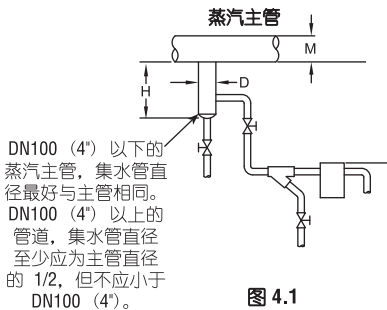 蒸汽主管
M
H
D
DN100 (4") 以下的
蒸汽主管，集水管直
径最好与主管相同。
DN100 (4") 以上的
管道，集水管直径
至少应为主管直径
的 1/2，但不应小于
DN100 (4")。
图 4.1